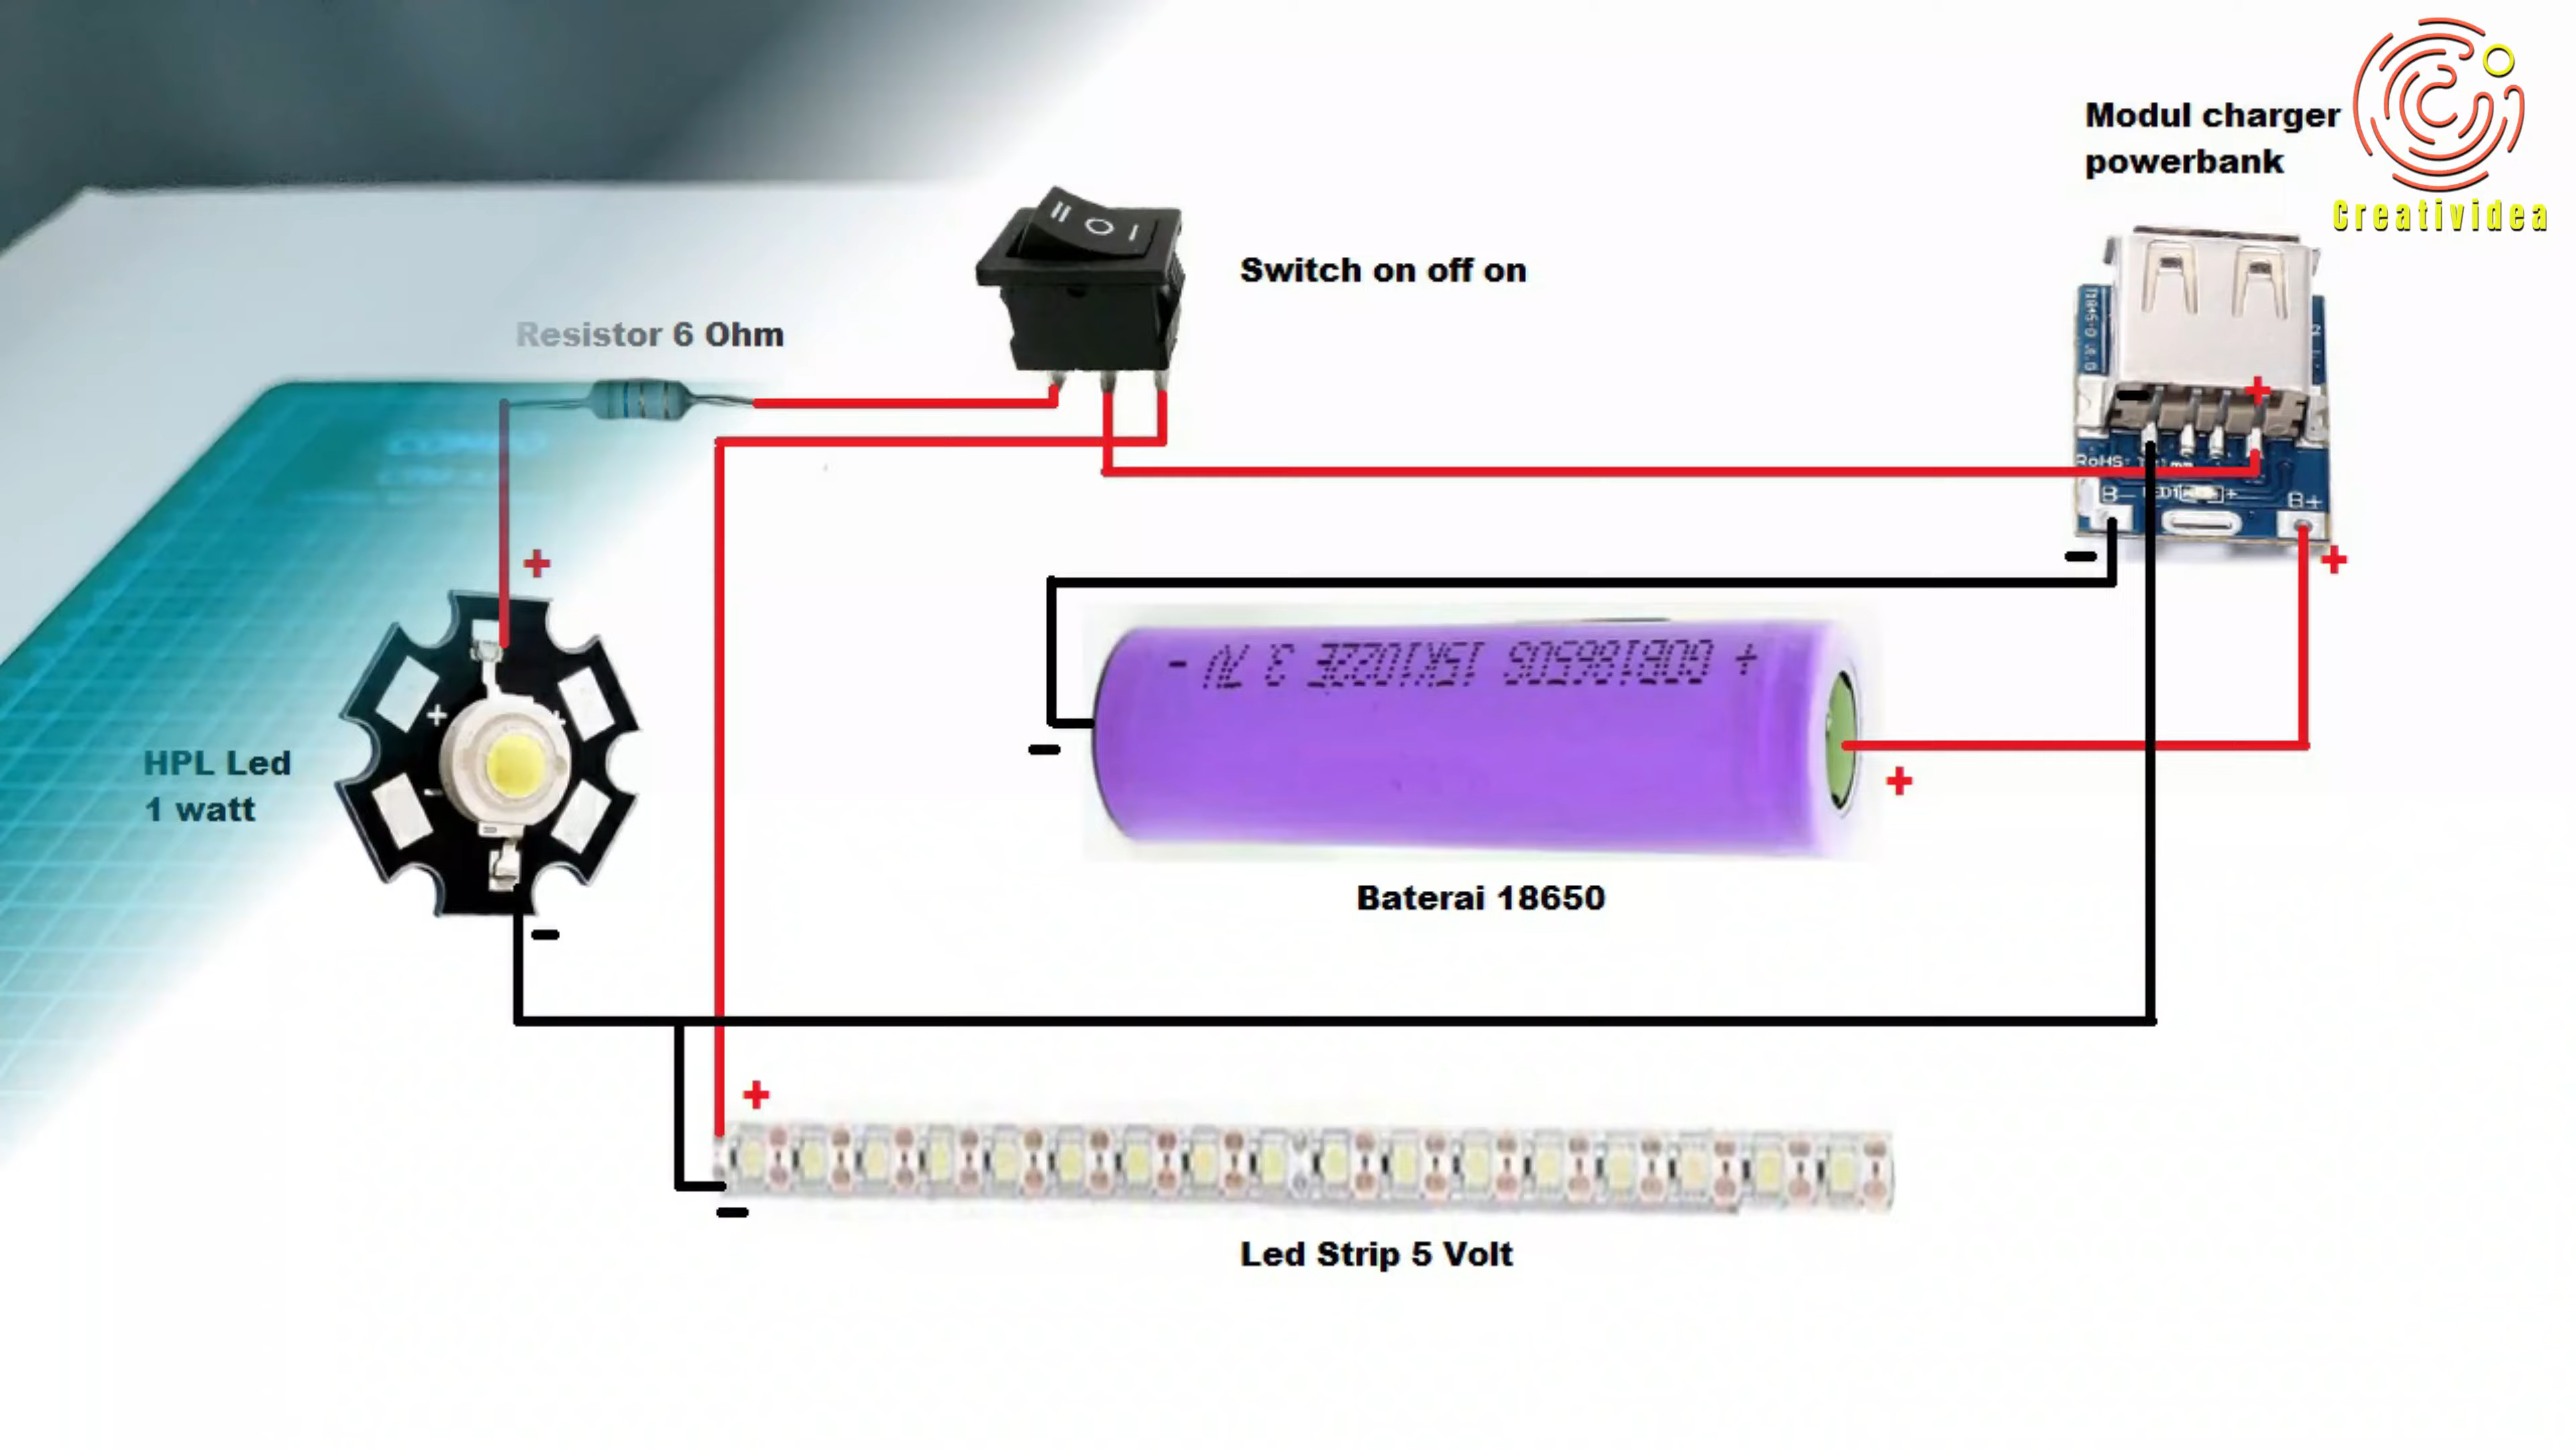 Modul charger
powerbank
Creatividea
II O I
Switch on off on
Resistor 6 Ohm
+
-
B-
+
B+
-
+
+
HPL Led
1 watt
+
-
-
+
Baterai 18650
-
+
-
Led Strip 5 Volt